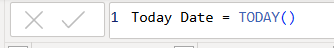 1 Today Date = TODAY()